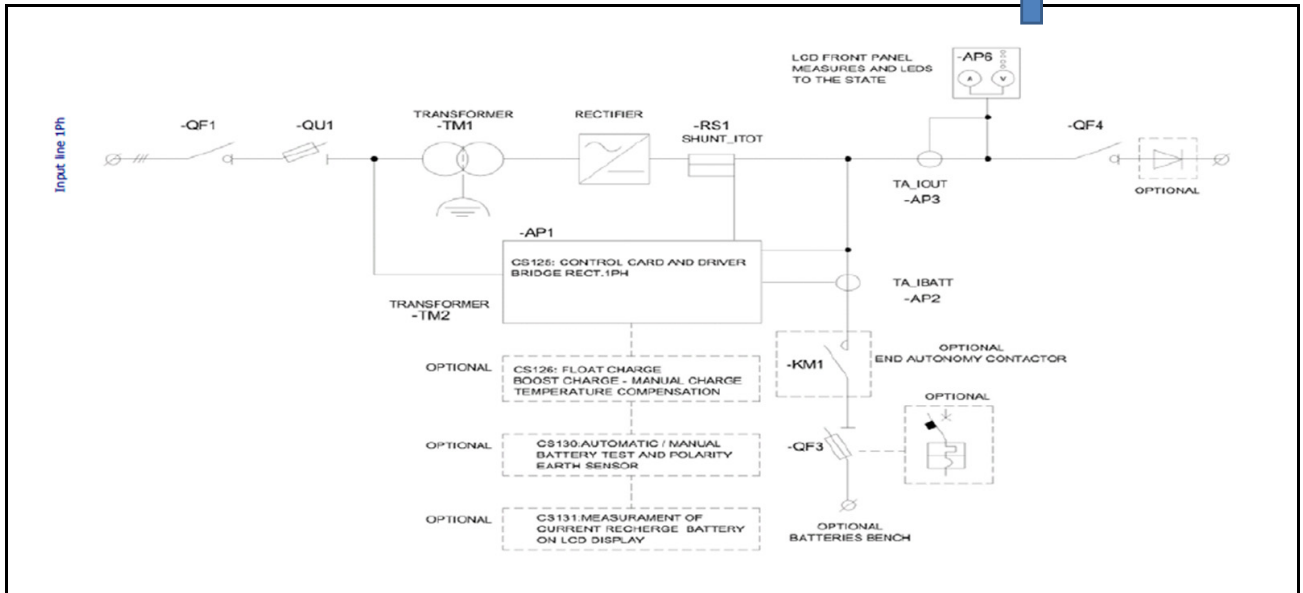 LCD FRONT PANEL
MEASURES AND LEDS
TO THE STATE
-AP6
A
V
Input line 1Ph
-QF1
-QU1
TRANSFORMER
-TM1
RECTIFIER
-RS1
SHUNT_ITOT
-QF4
OPTIONAL
TA_IOUT
-AP3
-AP1
CS125: CONTROL CARD AND DRIVER
BRIDGE RECT.1PH
TRANSFORMER
-TM2
TA_IBATT
-AP2
OPTIONAL
END AUTONOMY CONTACTOR
-KM1
OPTIONAL
CS126: FLOAT CHARGE
BOOST CHARGE - MANUAL CHARGE
TEMPERATURE COMPENSATION
OPTIONAL
OPTIONAL
CS130:AUTOMATIC / MANUAL
BATTERY TEST AND POLARITY
EARTH SENSOR
-QF3
OPTIONAL
CS131:MEASURAMENT OF
CURRENT RECHERGE BATTERY
ON LCD DISPLAY
OPTIONAL
BATTERIES BENCH